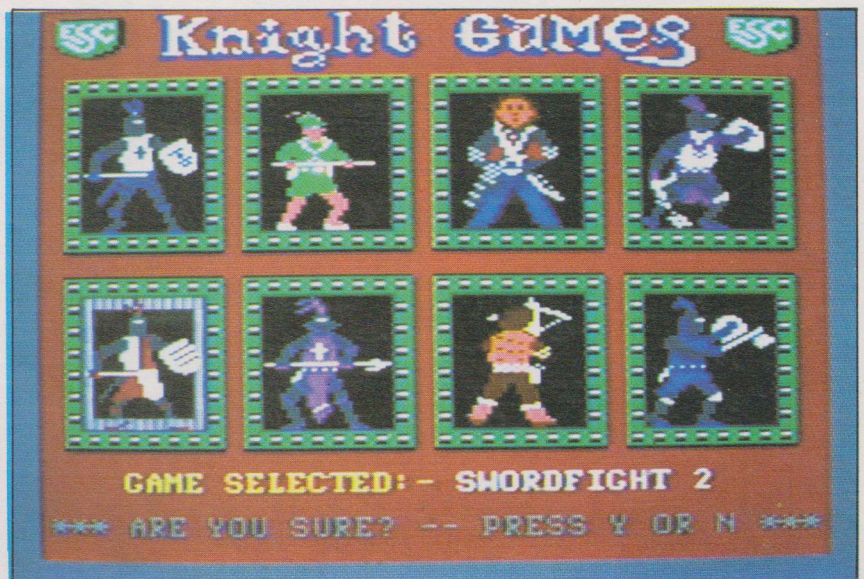 ESC Knight Games ESC
GAME SELECTED:- SWORDFIGHT 2
*** ARE YOU SURE? -- PRESS Y OR N ***